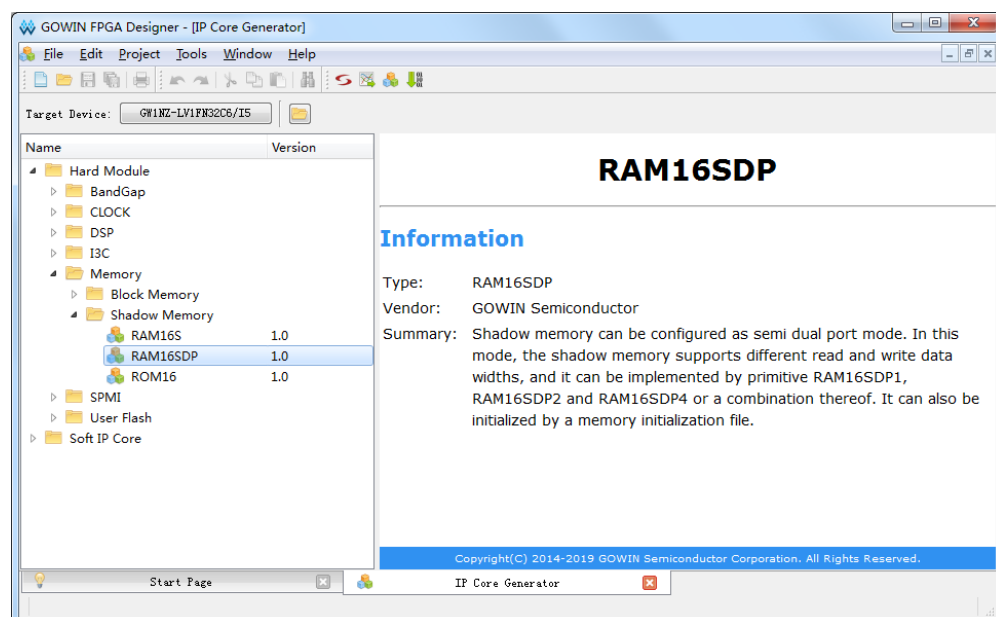 GOWIN FPGA Designer - [IP Core Generator]
File Edit Project Tools Window Help
Target Device: GW1NZ-LV1FN32C6/I5
Name Version
Hard Module
BandGap
CLOCK
DSP
I3C
Memory
Block Memory
Shadow Memory
RAM16S 1.0
RAM16SDP 1.0
ROM16 1.0
SPMI
User Flash
Soft IP Core
RAM16SDP
Information
Type: RAM16SDP
Vendor: GOWIN Semiconductor
Summary: Shadow memory can be configured as semi dual port mode. In this
mode, the shadow memory supports different read and write data
widths, and it can be implemented by primitive RAM16SDP1,
RAM16SDP2 and RAM16SDP4 or a combination thereof. It can also be
initialized by a memory initialization file.
Copyright(C) 2014-2019 GOWIN Semiconductor Corporation. All Rights Reserved.
Start Page IP Core Generator